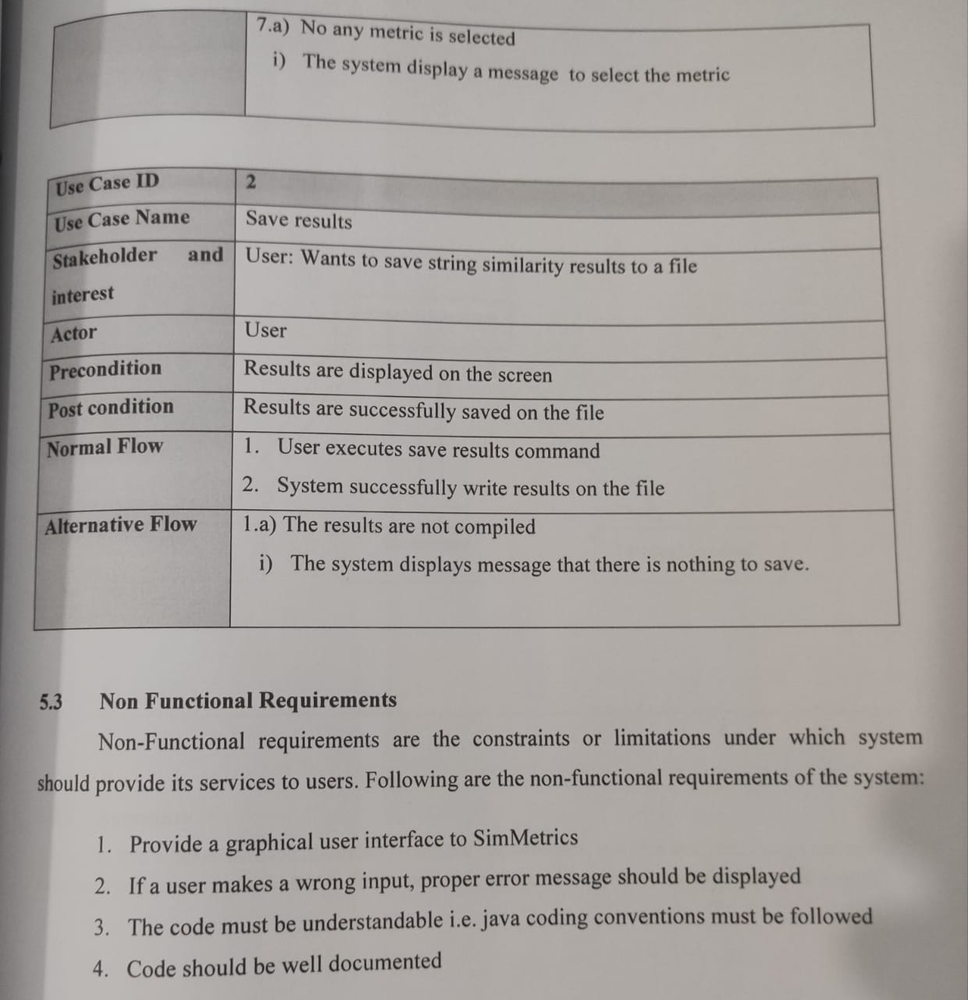 7.a) No any metric is selected
i) The system display a message to select the metric
Use Case ID 2
Use Case Name Save results
Stakeholder and User: Wants to save string similarity results to a file
interest
Actor User
Precondition Results are displayed on the screen
Post condition Results are successfully saved on the file
Normal Flow 1. User executes save results command
2. System successfully write results on the file
Alternative Flow 1.a) The results are not compiled
i) The system displays message that there is nothing to save.
5.3 Non Functional Requirements
Non-Functional requirements are the constraints or limitations under which system
should provide its services to users. Following are the non-functional requirements of the system:
1. Provide a graphical user interface to SimMetrics
2. If a user makes a wrong input, proper error message should be displayed
3. The code must be understandable i.e. java coding conventions must be followed
4. Code should be well documented